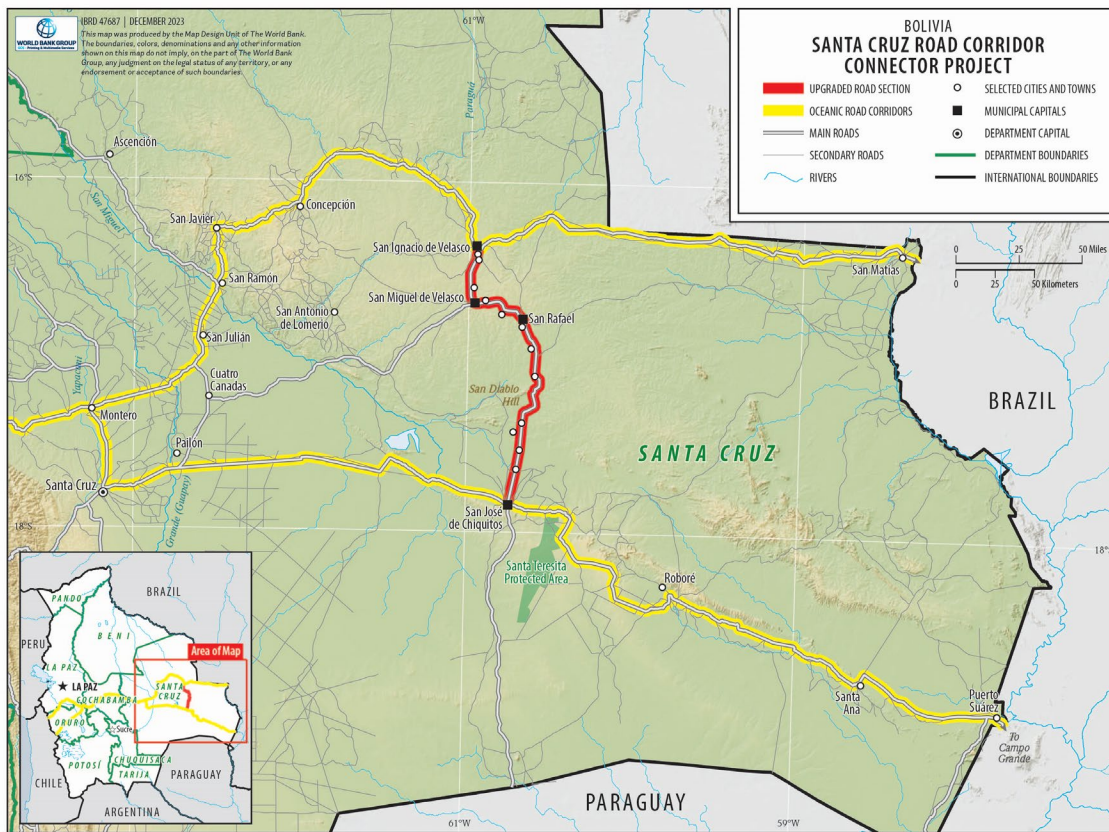 WORLD BANK GROUP
Printing & Multimedia Services
IBRD 47687 | DECEMBER 2023
This map was produced by the Map Design Unit of The World Bank.
The boundaries, colors, denominations and any other information
shown on this map do not imply, on the part of The World Bank
Group, any judgment on the legal status of any territory, or any
endorsement or acceptance of such boundaries.
BOLIVIA
SANTA CRUZ ROAD CORRIDOR
CONNECTOR PROJECT
UPGRADED ROAD SECTION
OCEANIC ROAD CORRIDORS
MAIN ROADS
SECONDARY ROADS
RIVERS
SELECTED CITIES AND TOWNS
MUNICIPAL CAPITALS
DEPARTMENT CAPITAL
DEPARTMENT BOUNDARIES
INTERNATIONAL BOUNDARIES
0 25 50 Miles
0 25 50 Kilometers
61°W
Paraguá
Ascención
16°S
San Miguel
Concepción
San Javier
San Ignacio de Velasco
San Matías
San Ramón
San Miguel de Velasco
San Antonio
de Lomerió
San Rafael
San Julián
Yapacaní
Cuatro
Canadas
San Diablo
Hill
BRAZIL
Montero
Pailón
SANTA CRUZ
Santa Cruz
Grande (Guapay)
San José
de Chiquitos
18°S
18°S
Santa Teresita
Protected Area
Roboré
Santa
Ana
Puerto
Suárez
To
Campo
Grande
PARAGUAY
61°W
59°W
BRAZIL
PANDO
PERU
BENI
Area of Map
LA PAZ
LA PAZ
SANTA
CRUZ
COCHABAMBA
ORURO
Sucre
CHUQUISACA
POTOSÍ
TARIJA
PARAGUAY
CHILE
ARGENTINA